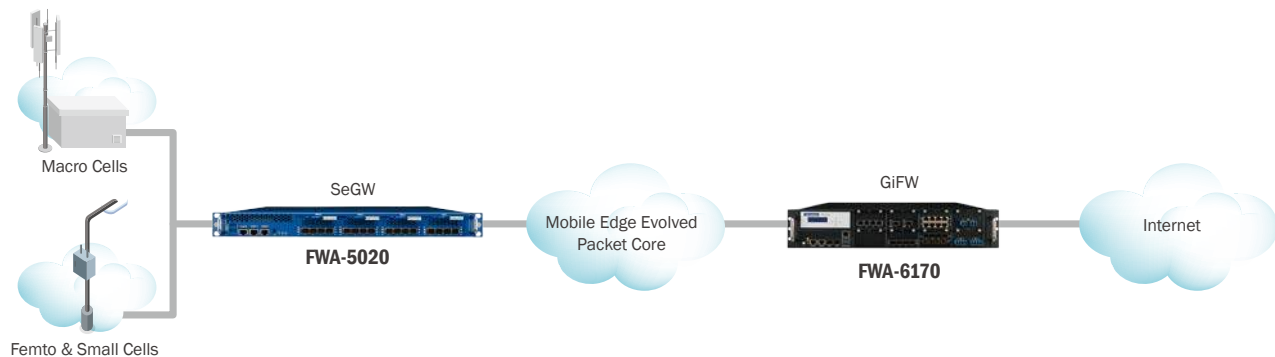 Macro Cells
Femto & Small Cells
SeGW
FWA-5020
Mobile Edge Evolved
Packet Core
GiFW
FWA-6170
Internet